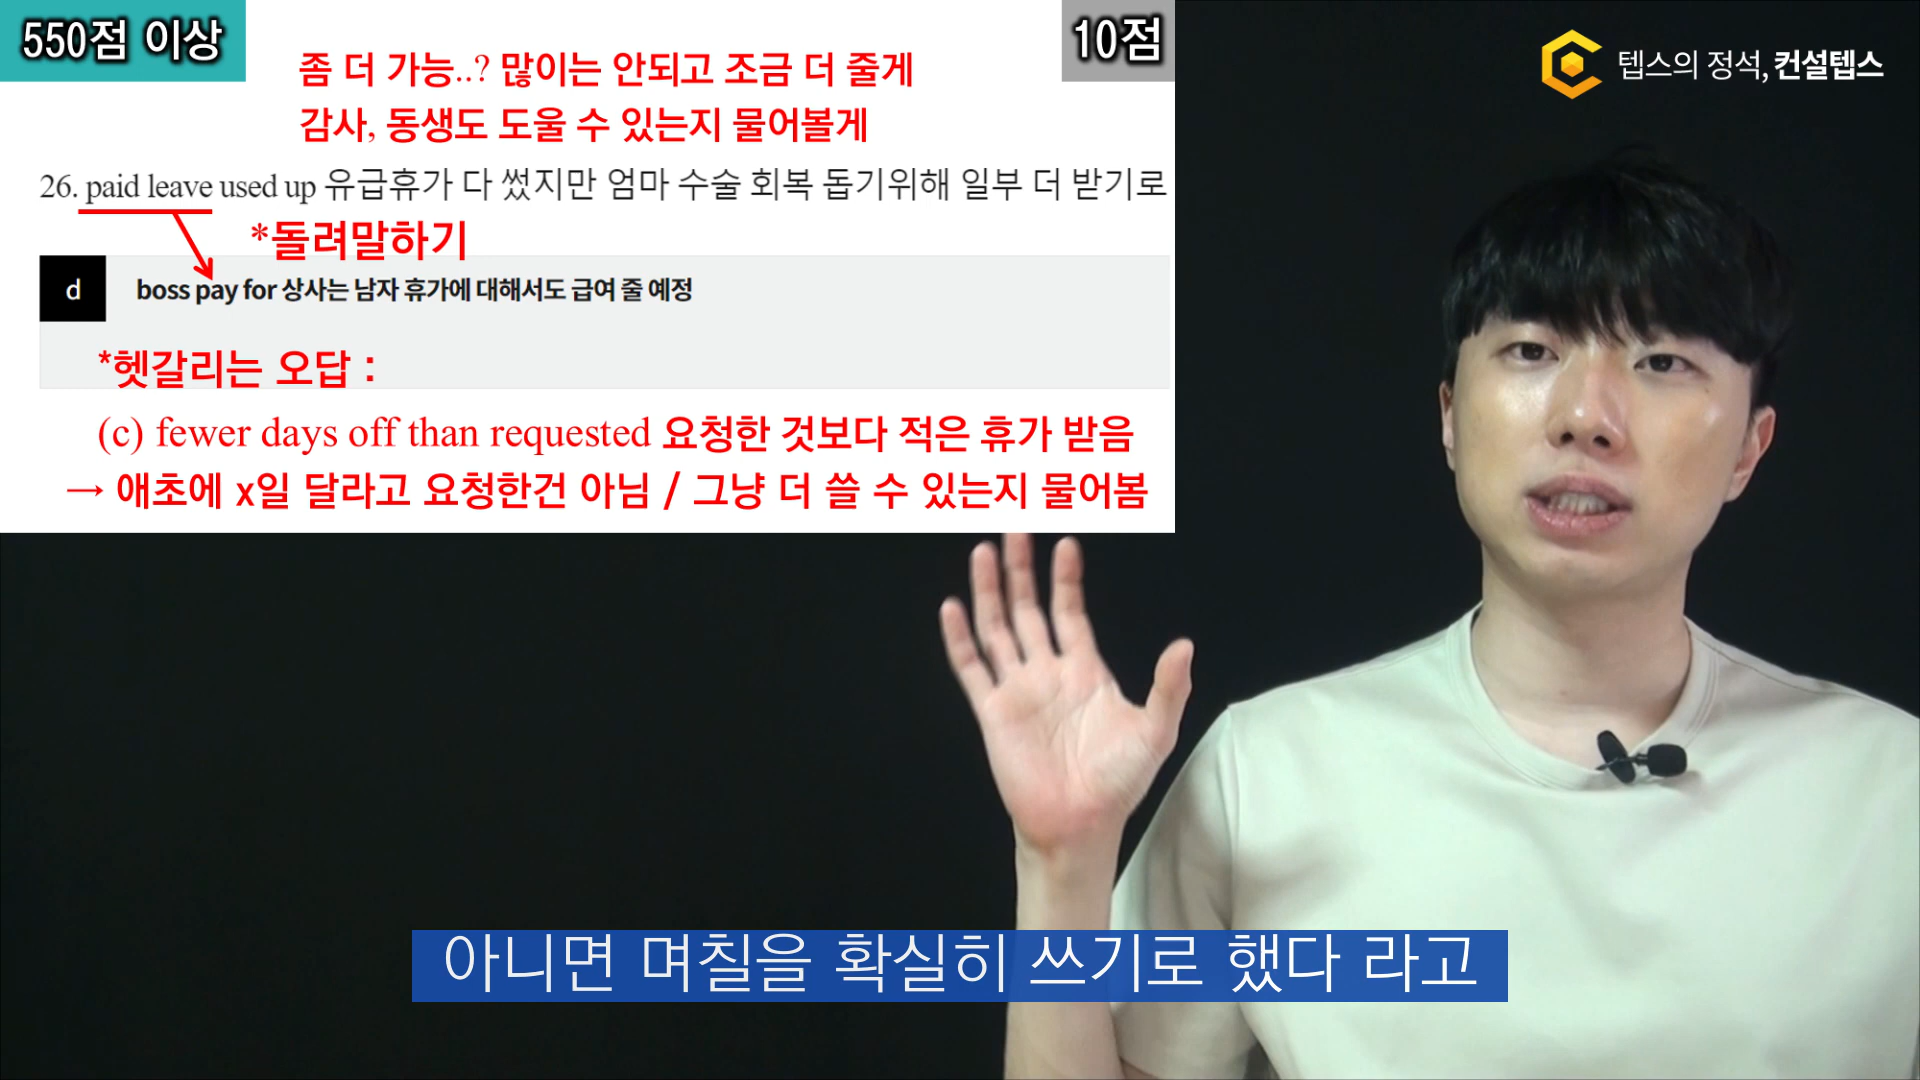 550점 이상
10점
좀 더 가능..? 많이는 안되고 조금 더 줄게
감사, 동생도 도울 수 있는지 물어볼게
텝스의 정석, 컨설텝스
26. paid leave used up 유급휴가 다 썼지만 엄마 수술 회복 돕기위해 일부 더 받기로
*돌려말하기
d boss pay for 상사는 남자 휴가에 대해서도 급여 줄 예정
*헷갈리는 오답 :
(c) fewer days off than requested 요청한 것보다 적은 휴가 받음
→ 애초에 x일 달라고 요청한건 아님 / 그냥 더 쓸 수 있는지 물어봄
아니면 며칠을 확실히 쓰기로 했다 라고